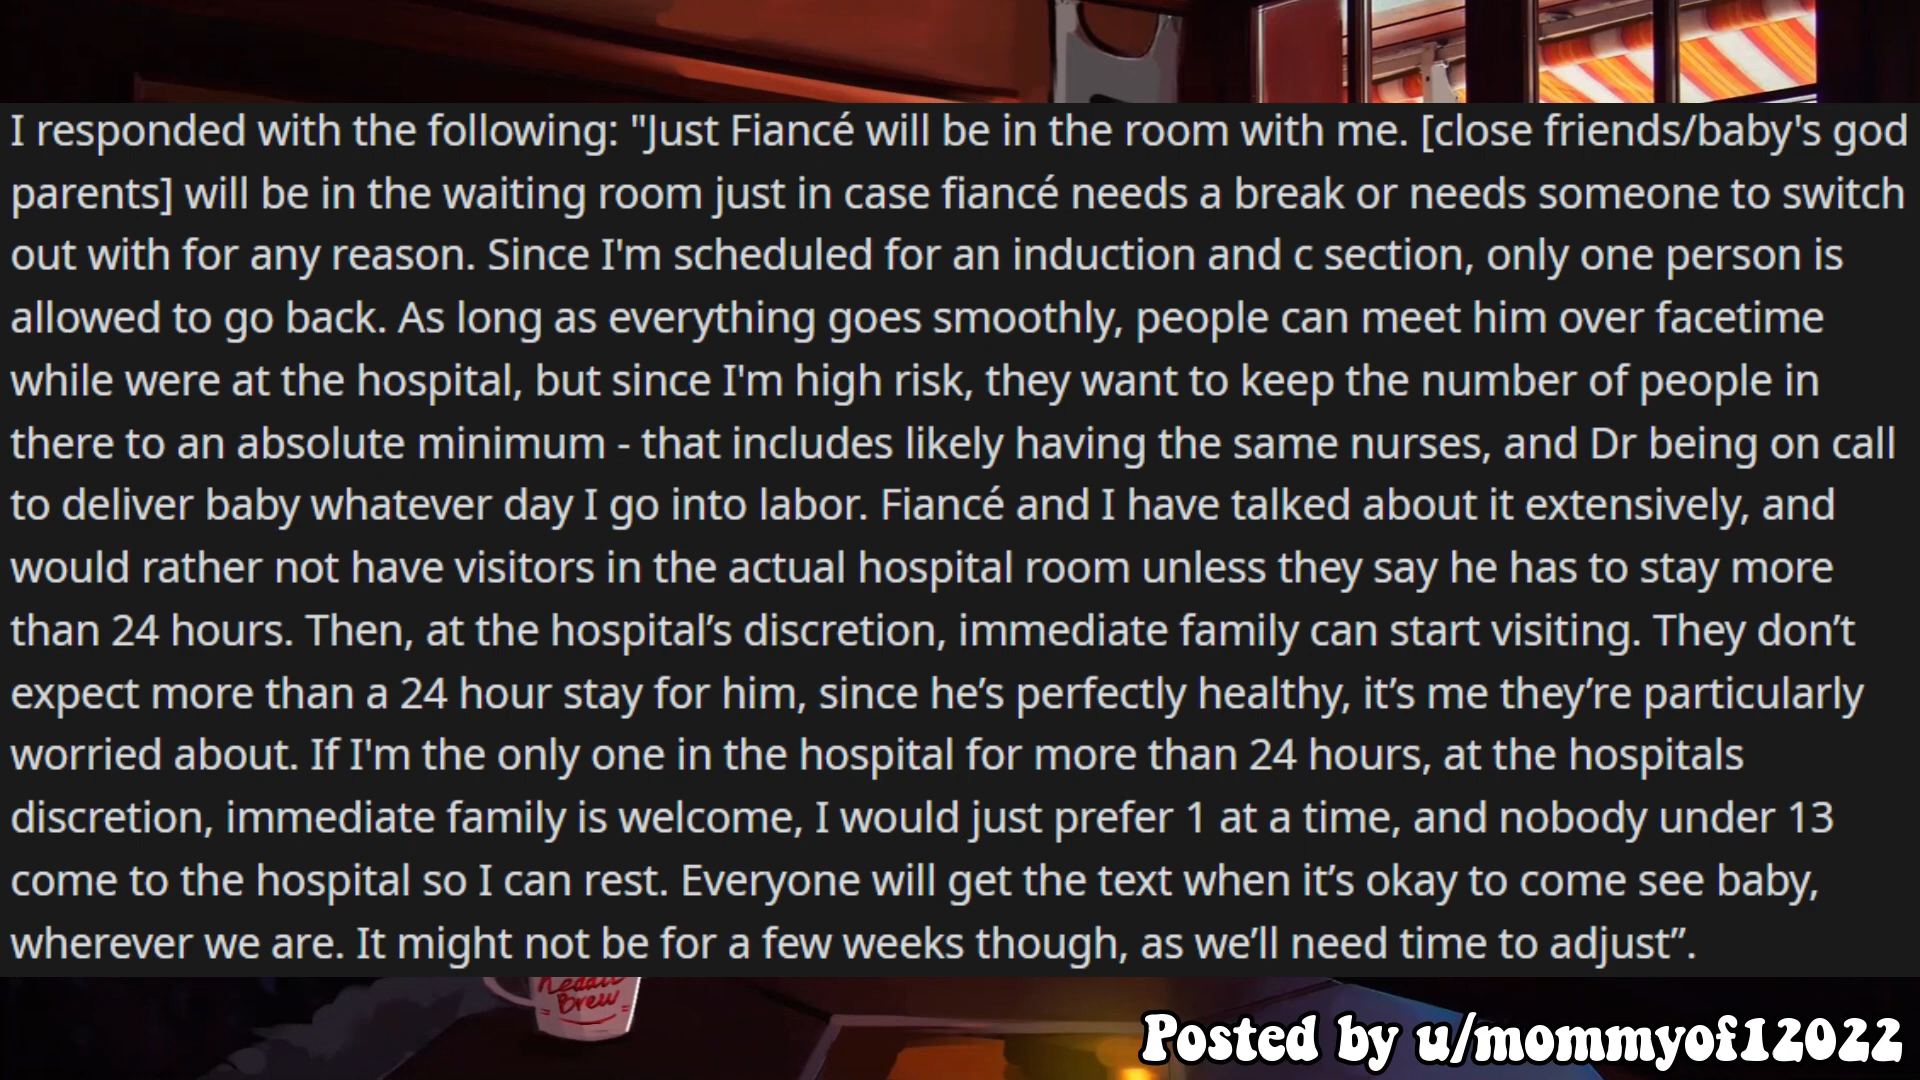 I responded with the following: "Just Fiancé will be in the room with me. [close friends/baby's god
parents] will be in the waiting room just in case fiancé needs a break or needs someone to switch
out with for any reason. Since I'm scheduled for an induction and c section, only one person is
allowed to go back. As long as everything goes smoothly, people can meet him over facetime
while were at the hospital, but since I'm high risk, they want to keep the number of people in
there to an absolute minimum - that includes likely having the same nurses, and Dr being on call
to deliver baby whatever day I go into labor. Fiancé and I have talked about it extensively, and
would rather not have visitors in the actual hospital room unless they say he has to stay more
than 24 hours. Then, at the hospital’s discretion, immediate family can start visiting. They don’t
expect more than a 24 hour stay for him, since he’s perfectly healthy, it’s me they’re particularly
worried about. If I'm the only one in the hospital for more than 24 hours, at the hospitals
discretion, immediate family is welcome, I would just prefer 1 at a time, and nobody under 13
come to the hospital so I can rest. Everyone will get the text when it’s okay to come see baby,
wherever we are. It might not be for a few weeks though, as we’ll need time to adjust”.
Reddit
Brew
Posted by u/mommyof12022